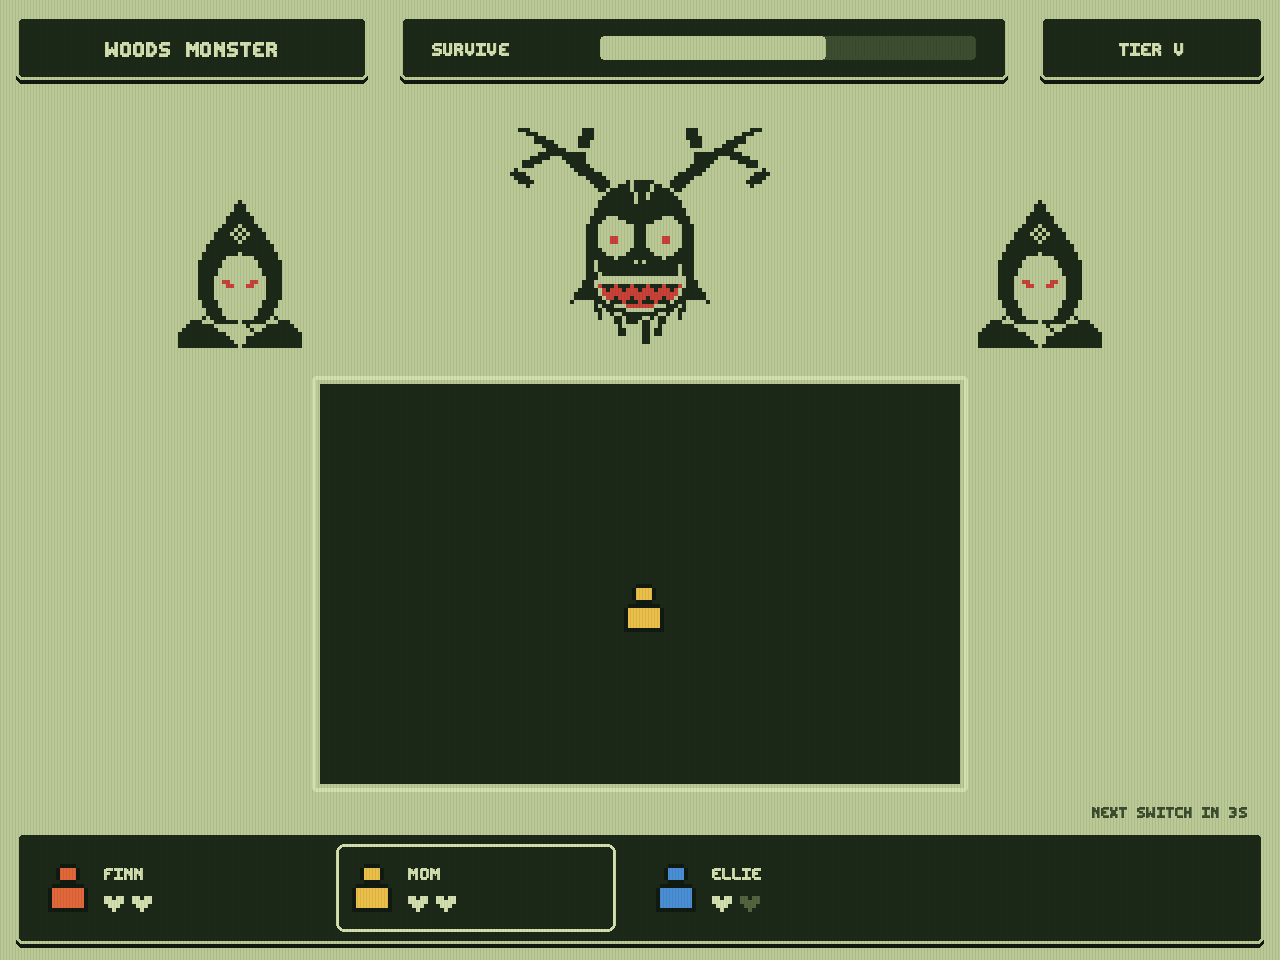 WOODS MONSTER
SURVIVE
TIER V
NEXT SWITCH IN 3S
FINN
MOM
ELLIE